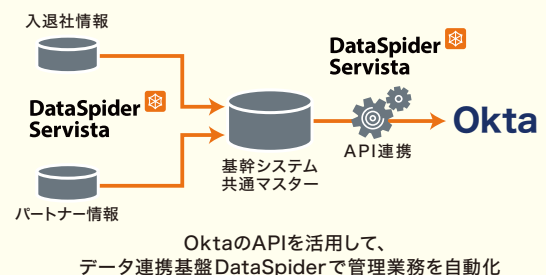 入退社情報
DataSpider
Servista
パートナー情報
基幹システム
共通マスター
DataSpider
Servista
API連携
Okta
OktaのAPIを活用して、
データ連携基盤DataSpiderで管理業務を自動化